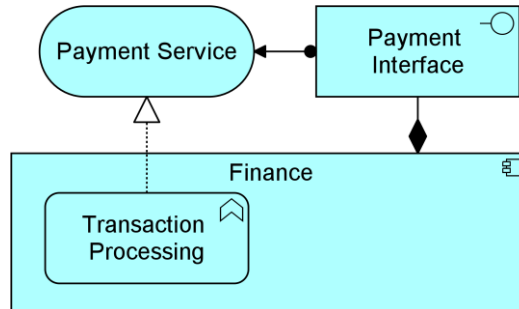 Payment Service
Payment
Interface
Finance
Transaction
Processing